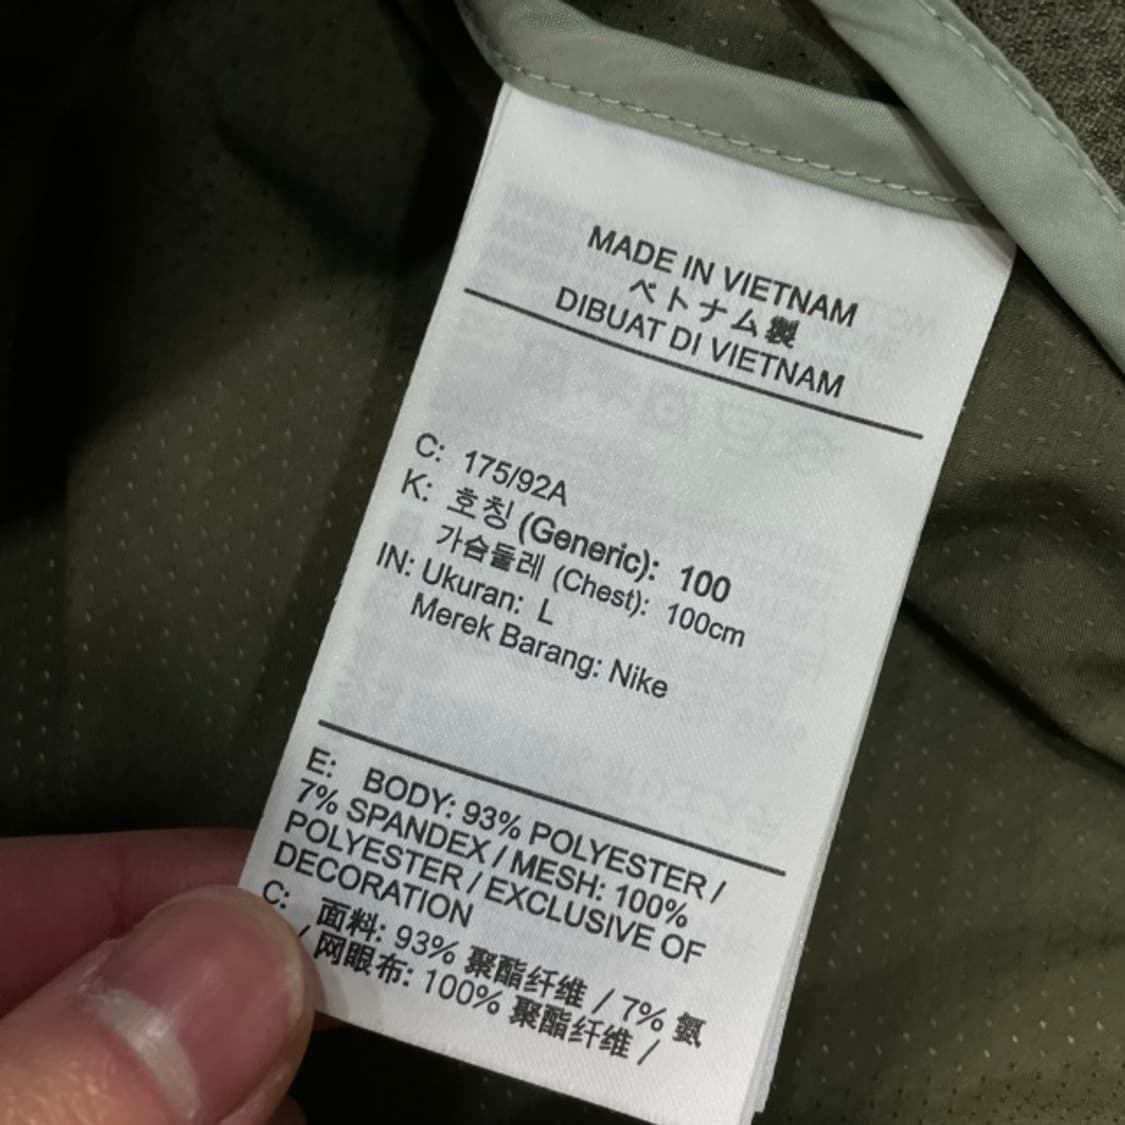 MADE IN VIETNAM
ベトナム製
DIBUAT DI VIETNAM
C: 175/92A
K: 호칭 (Generic): 100
가슴둘레 (Chest): 100cm
IN: Ukuran: L
Merek Barang: Nike
E: BODY: 93% POLYESTER /
7% SPANDEX / MESH: 100%
POLYESTER / EXCLUSIVE OF
DECORATION
C: 面料: 93% 聚酯纤维 / 7% 氨
/ 网眼布: 100% 聚酯纤维 /